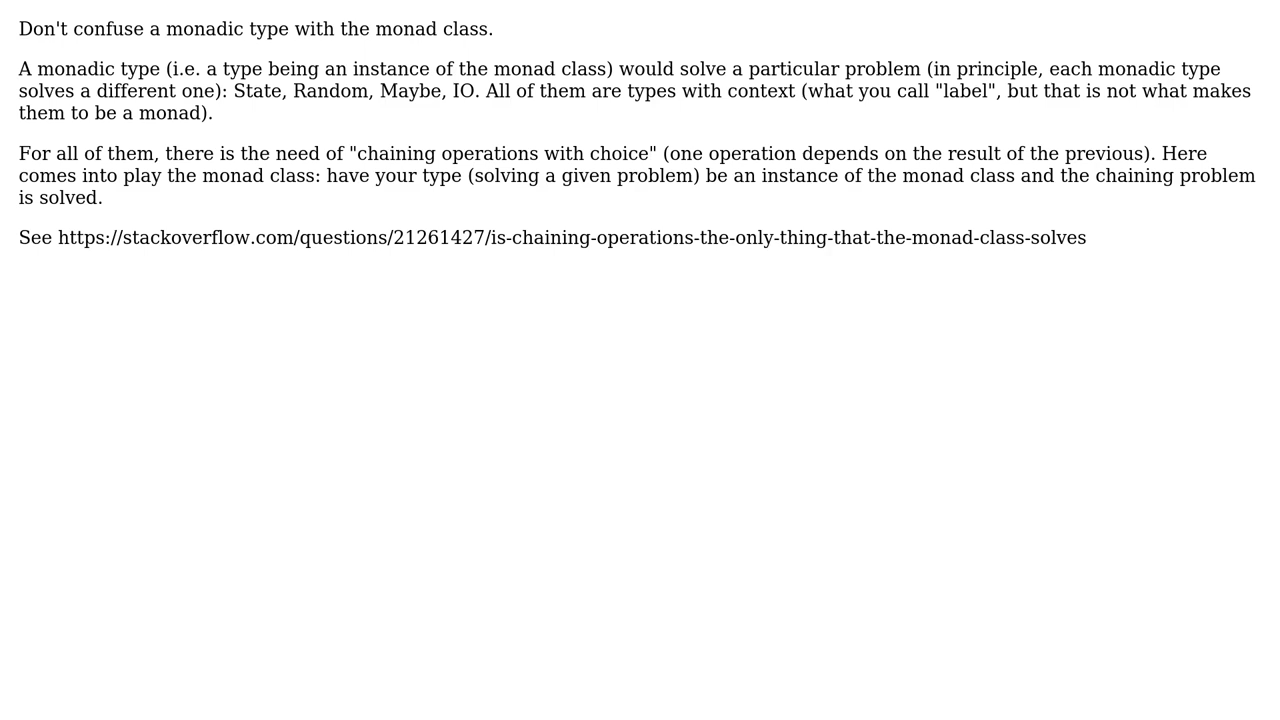 Don't confuse a monadic type with the monad class.
A monadic type (i.e. a type being an instance of the monad class) would solve a particular problem (in principle, each monadic type
solves a different one): State, Random, Maybe, IO. All of them are types with context (what you call "label", but that is not what makes
them to be a monad).
For all of them, there is the need of "chaining operations with choice" (one operation depends on the result of the previous). Here
comes into play the monad class: have your type (solving a given problem) be an instance of the monad class and the chaining problem
is solved.
See https://stackoverflow.com/questions/21261427/is-chaining-operations-the-only-thing-that-the-monad-class-solves